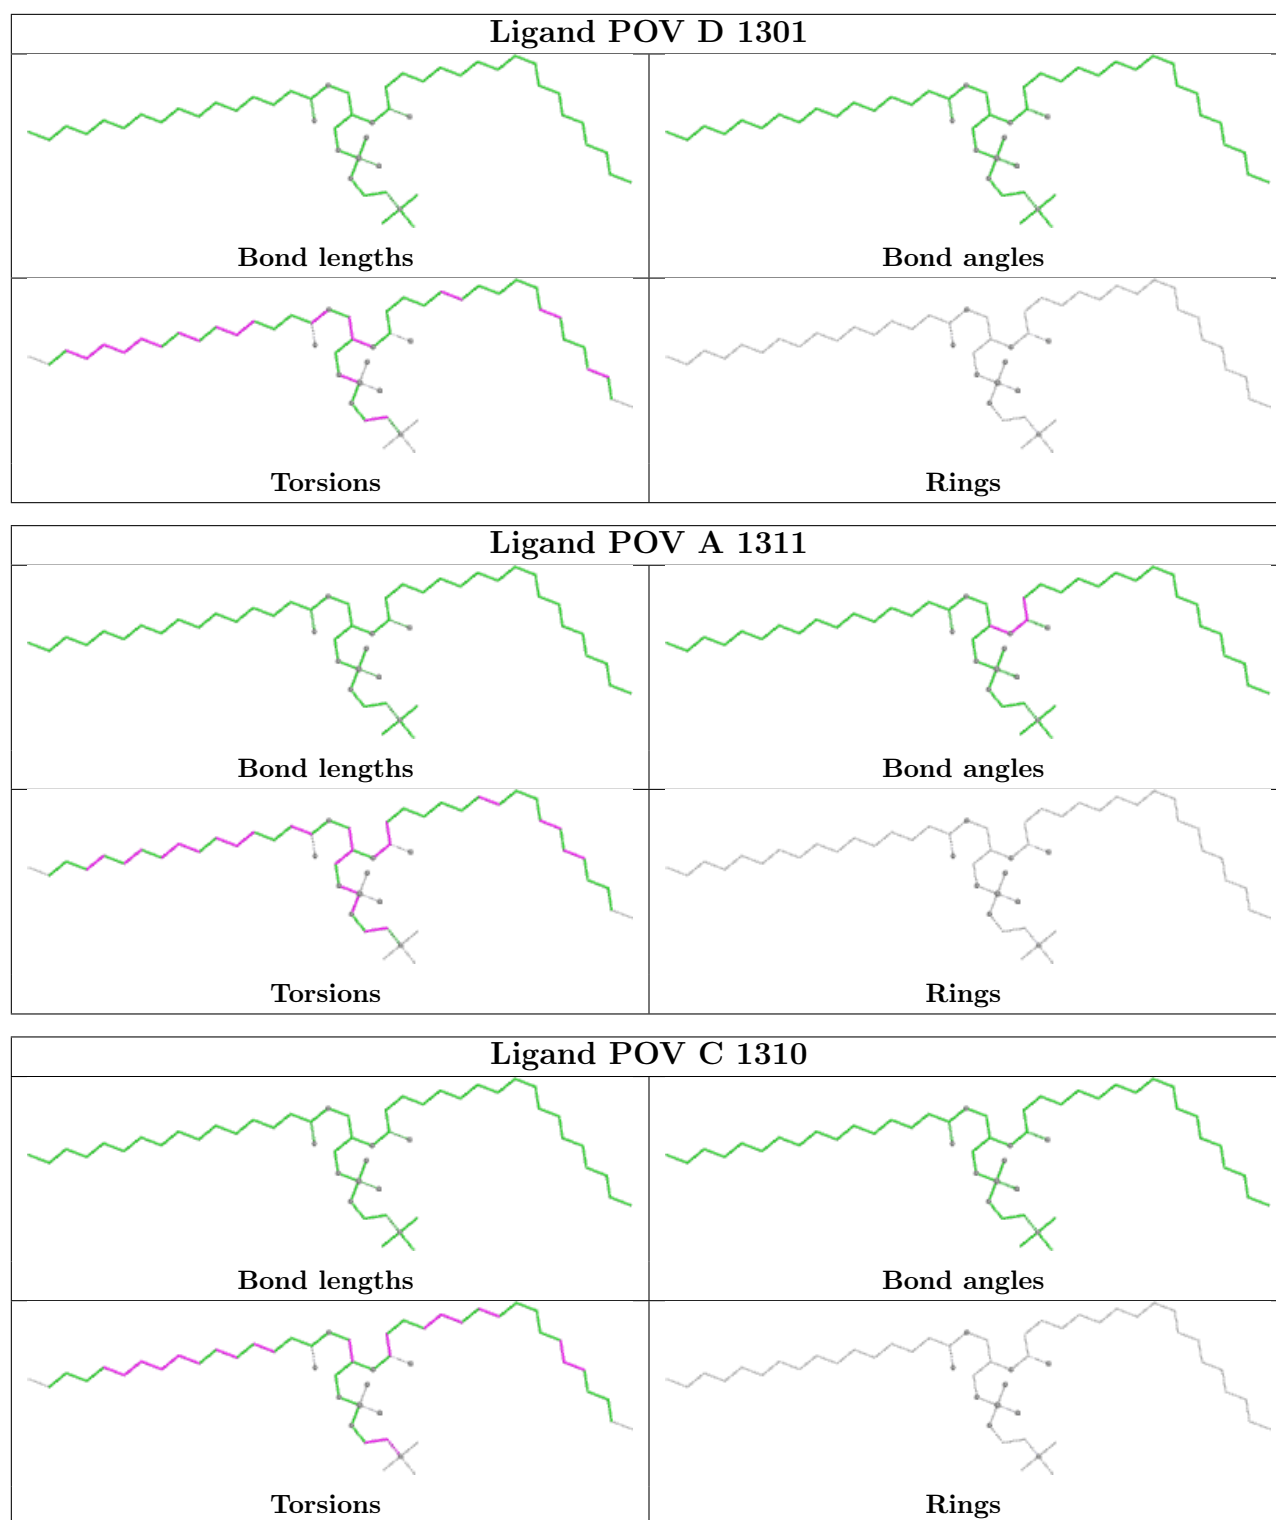 Ligand POV D 1301
Bond lengths
Bond angles
Torsions
Rings
Ligand POV A 1311
Bond lengths
Bond angles
Torsions
Rings
Ligand POV C 1310
Bond lengths
Bond angles
Torsions
Rings